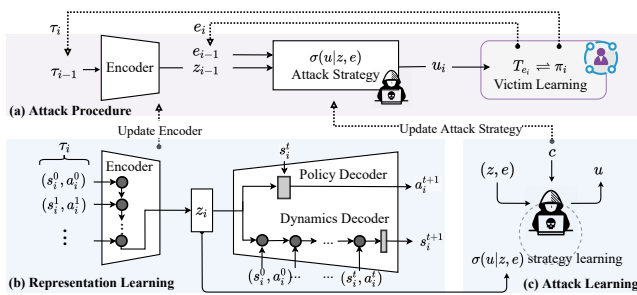 τ_i
e_i
τ_{i−1}
Encoder
e_{i−1}
z_{i−1}
σ(u|z, e)
Attack Strategy
u_i
T_{e_i} ⇌ π_i
Victim Learning
(a) Attack Procedure
Update Encoder
Update Attack Strategy
τ_i
(s_i^0, a_i^0)
(s_i^1, a_i^1)
⋮
Encoder
z_i
s_i^t
Policy Decoder
a_i^{t+1}
Dynamics Decoder
...
s_i^{t+1}
(s_i^0, a_i^0)·· ·· (s_i^t, a_i^t)
(b) Representation Learning
c
(z, e)
u
σ(u|z, e) strategy learning
(c) Attack Learning